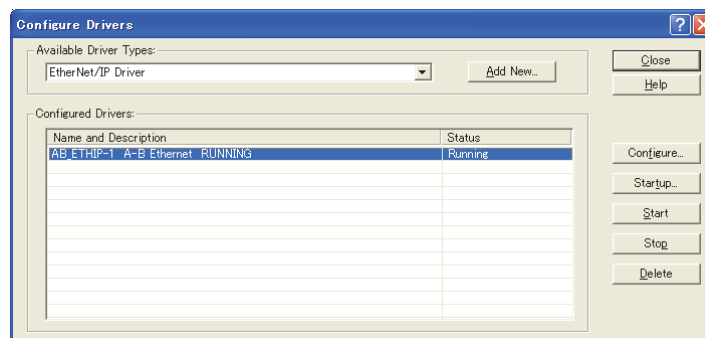 Configure Drivers
Available Driver Types:
EtherNet/IP Driver
Add New...
Close
Help
Configured Drivers:
Name and Description Status
AB_ETHIP-1 A-B Ethernet RUNNING Running
Configure...
Startup...
Start
Stop
Delete